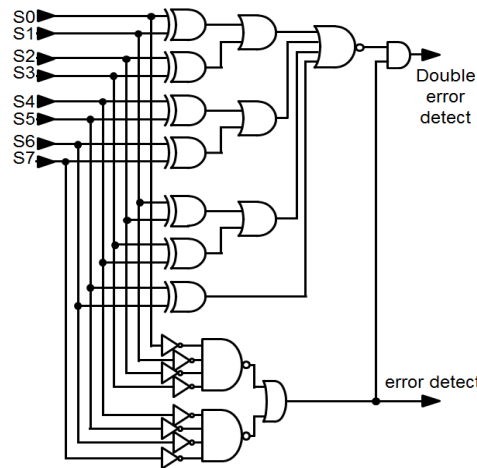 S0
S1
S2
S3
S4
S5
S6
S7
Double
error
detect
error detect